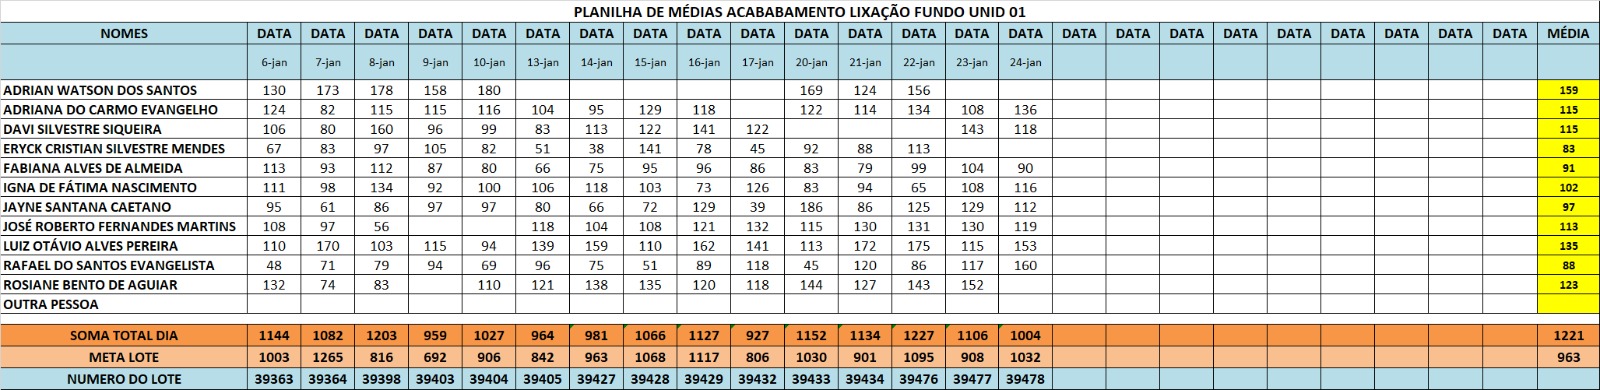 PLANILHA DE MÉDIAS ACABABAMENTO LIXAÇÃO FUNDO UNID 01
NOMES DATA DATA DATA DATA DATA DATA DATA DATA DATA DATA DATA DATA DATA DATA DATA DATA DATA DATA DATA DATA DATA DATA DATA DATA MÉDIA
6-jan 7-jan 8-jan 9-jan 10-jan 13-jan 14-jan 15-jan 16-jan 17-jan 20-jan 21-jan 22-jan 23-jan 24-jan
ADRIAN WATSON DOS SANTOS 130 173 178 158 180 169 124 156 159
ADRIANA DO CARMO EVANGELHO 124 82 115 115 116 104 95 129 118 122 114 134 108 136 115
DAVI SILVESTRE SIQUEIRA 106 80 160 96 99 83 113 122 141 122 143 118 115
ERYCK CRISTIAN SILVESTRE MENDES 67 83 97 105 82 51 38 141 78 45 92 88 113 83
FABIANA ALVES DE ALMEIDA 113 93 112 87 80 66 75 95 96 86 83 79 99 104 90 91
IGNA DE FÁTIMA NASCIMENTO 111 98 134 92 100 106 118 103 73 126 83 94 65 108 116 102
JAYNE SANTANA CAETANO 95 61 86 97 97 80 66 72 129 39 186 86 125 129 112 97
JOSÉ ROBERTO FERNANDES MARTINS 108 97 56 118 104 108 121 132 115 130 131 130 119 113
LUIZ OTÁVIO ALVES PEREIRA 110 170 103 115 94 139 159 110 162 141 113 172 175 115 153 135
RAFAEL DO SANTOS EVANGELISTA 48 71 79 94 69 96 75 51 89 118 45 120 86 117 160 88
ROSIANE BENTO DE AGUIAR 132 74 83 110 121 138 135 120 118 144 127 143 152 123
OUTRA PESSOA
SOMA TOTAL DIA 1144 1082 1203 959 1027 964 981 1066 1127 927 1152 1134 1227 1106 1004 1221
META LOTE 1003 1265 816 692 906 842 963 1068 1117 806 1030 901 1095 908 1032 963
NUMERO DO LOTE 39363 39364 39398 39403 39404 39405 39427 39428 39429 39432 39433 39434 39476 39477 39478